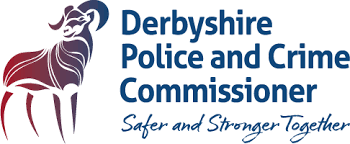 Derbyshire
Police and Crime
Commissioner
Safer and Stronger Together